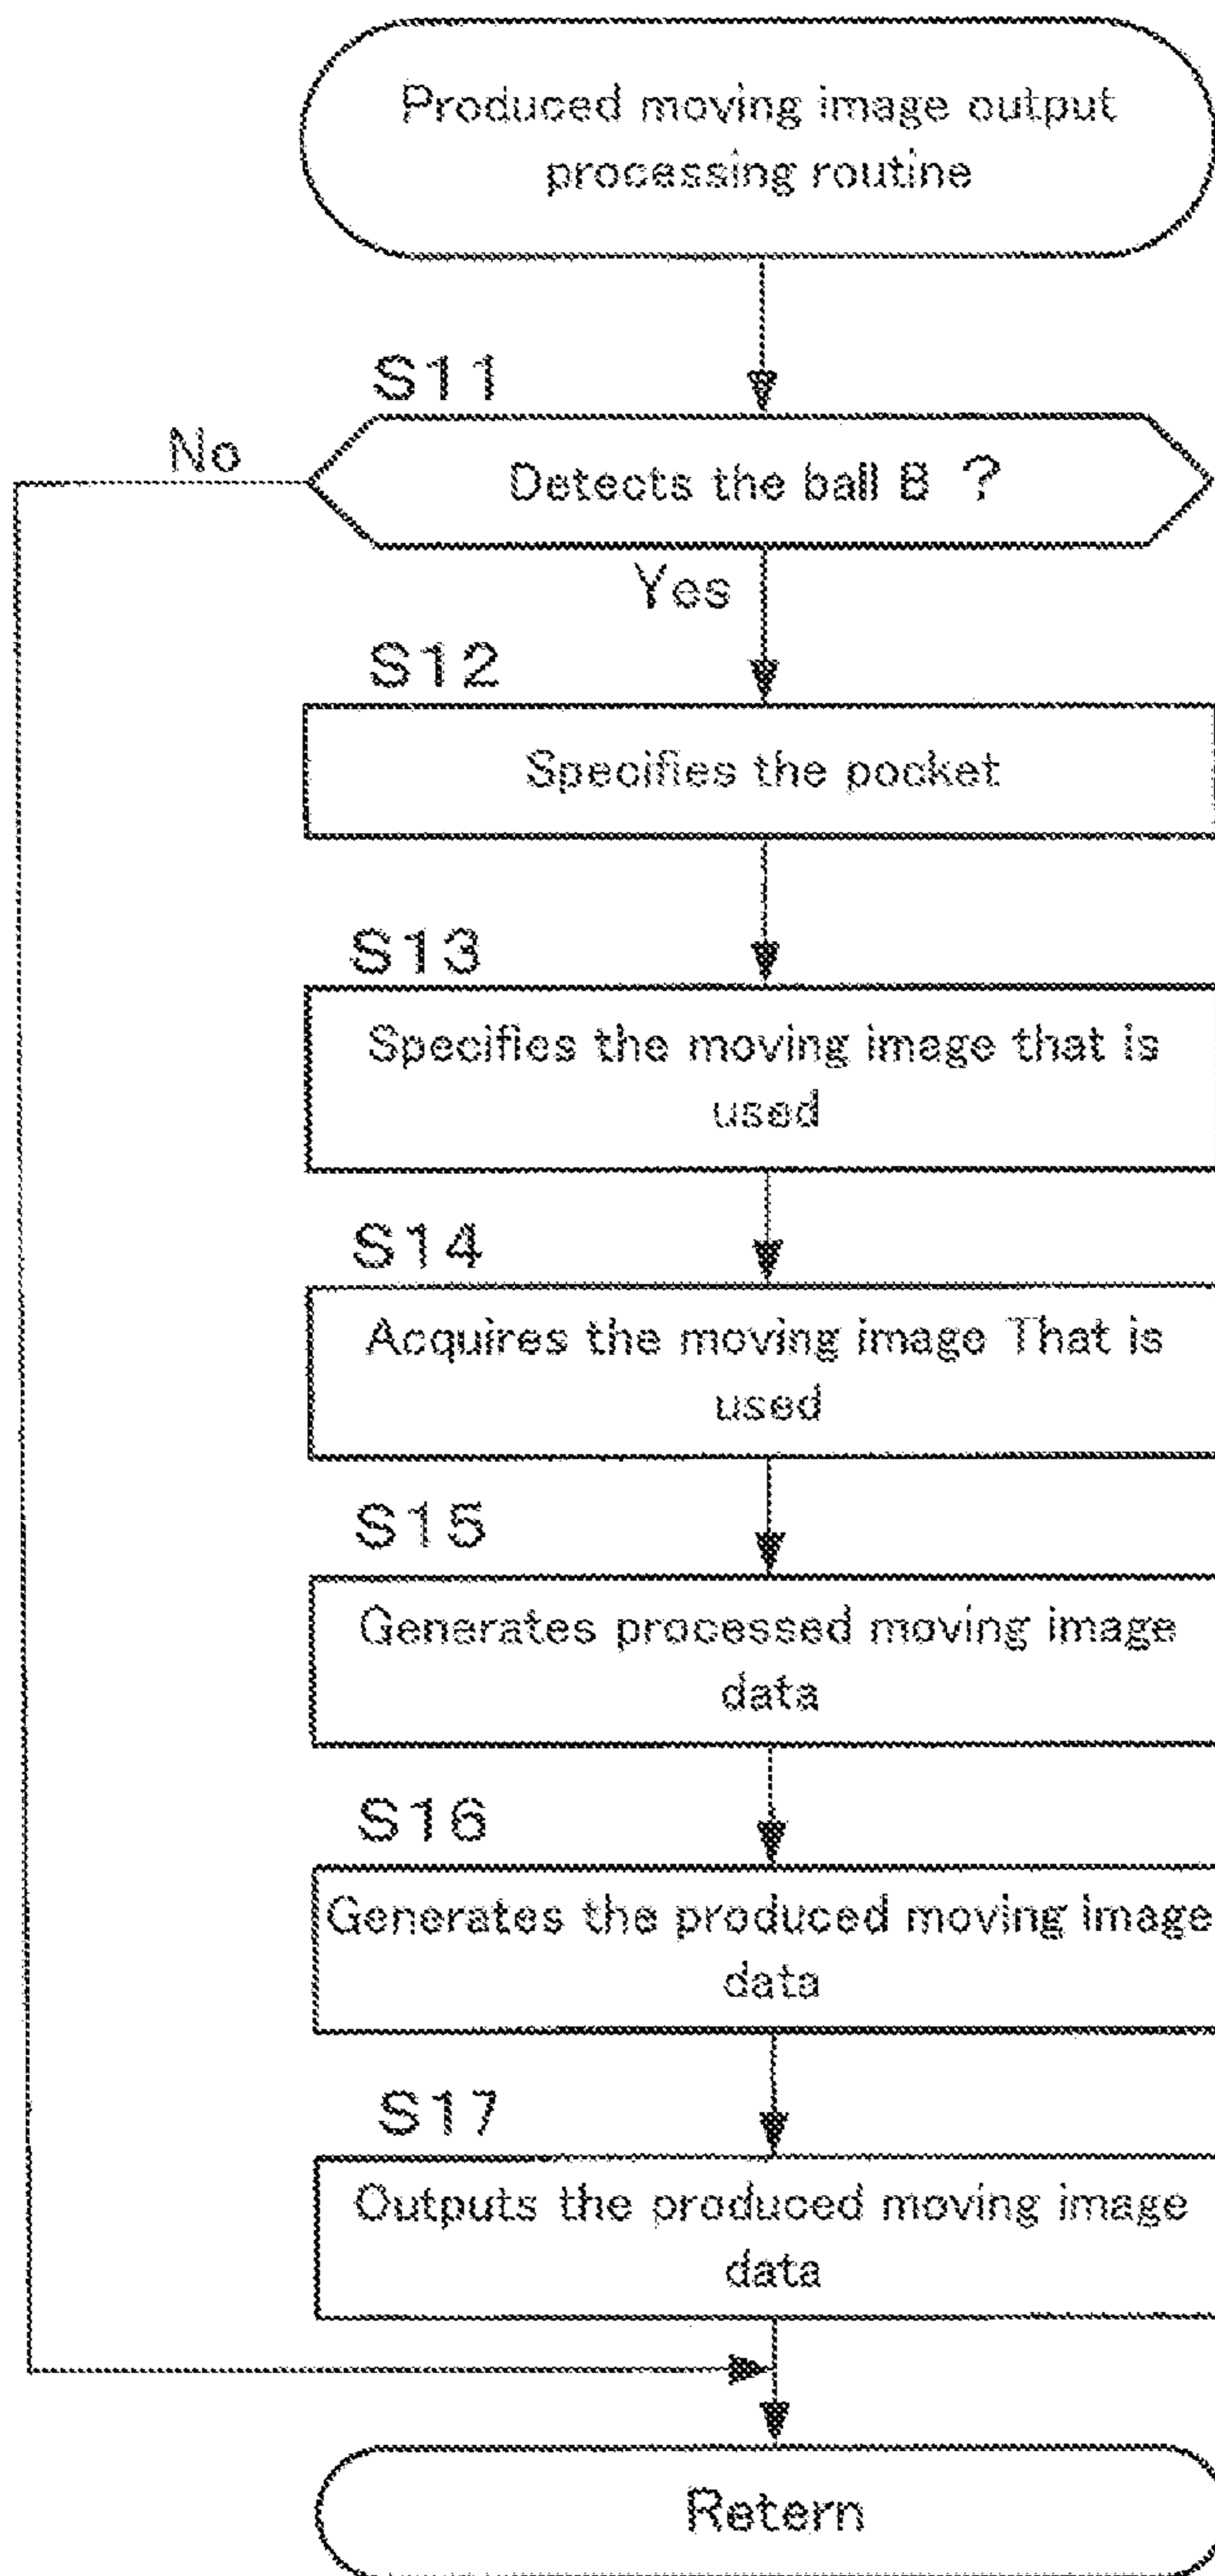 Produced moving image output
processing routine
S11
No
Detects the ball B ?
Yes
S12
Specifies the pocket
S13
Specifies the moving image that is
used
S14
Acquires the moving image That is
used
S15
Generates processed moving image
data
S16
Generates the produced moving image
data
S17
Outputs the produced moving image
data
Retern